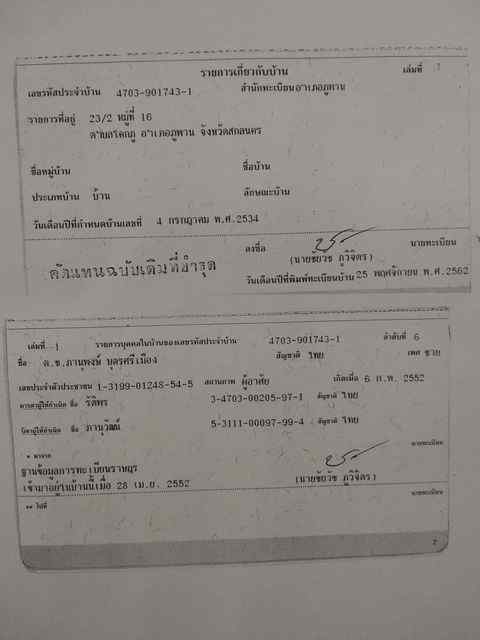 รายการเกี่ยวกับบ้าน เล่มที่ 1
เลขรหัสประจำบ้าน 4703-901743-1 สำนักทะเบียน อำเภอภูพาน
รายการที่อยู่ 23/2 หมู่ที่ 16
ตำบลโคกภู อำเภอภูพาน จังหวัดสกลนคร
ชื่อหมู่บ้าน ชื่อบ้าน
ประเภทบ้าน บ้าน ลักษณะบ้าน
วันเดือนปีที่กำหนดบ้านเลขที่ 4 กรกฎาคม พ.ศ.2534
ลงชื่อ นายทะเบียน
(นายชัยวัช ภูวิจิตร)
คัดแทนฉบับเดิมที่ชำรุด
วันเดือนปีที่พิมพ์ทะเบียนบ้าน 25 พฤศจิกายน พ.ศ.2562
เล่มที่ 1 รายการบุคคลในบ้านของเลขรหัสประจำบ้าน 4703-901743-1 ลำดับที่ 6
ชื่อ ด.ช.ภานุพงษ์ บุตรศรีเมือง สัญชาติ ไทย เพศ ชาย
เลขประจำตัวประชาชน 1-3199-01248-54-5 สถานภาพ ผู้อาศัย เกิดเมื่อ 6 ก.พ. 2552
มารดาผู้ให้กำเนิด ชื่อ รัติพร 3-4703-00205-97-1 สัญชาติ ไทย
บิดาผู้ให้กำเนิด ชื่อ ภานุวัฒน์ 5-3111-00097-99-4 สัญชาติ ไทย
* มาจาก นายทะเบียน
ฐานข้อมูลการทะเบียนราษฎร
เข้ามาอยู่ในบ้านนี้เมื่อ 28 เม.ย. 2552 (นายชัยวัช ภูวิจิตร)
** ไปที่ นายทะเบียน
2